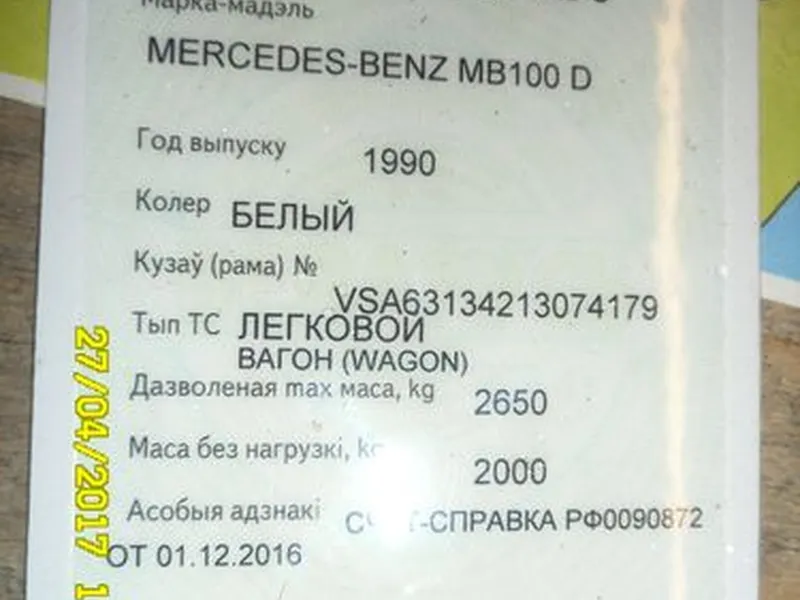 Марка-мадэль
MERCEDES-BENZ MB100 D
Год выпуску 1990
Колер БЕЛЫЙ
Кузаў (рама) №
VSA63134213074179
Тып ТС ЛЕГКОВОЙ
ВАГОН (WAGON)
Дазволеная max маса, kg 2650
Маса без нагрузкі, 2000
Асобыя адзнакі РФ0090872
ОТ 01.12.2016
27/04/2017